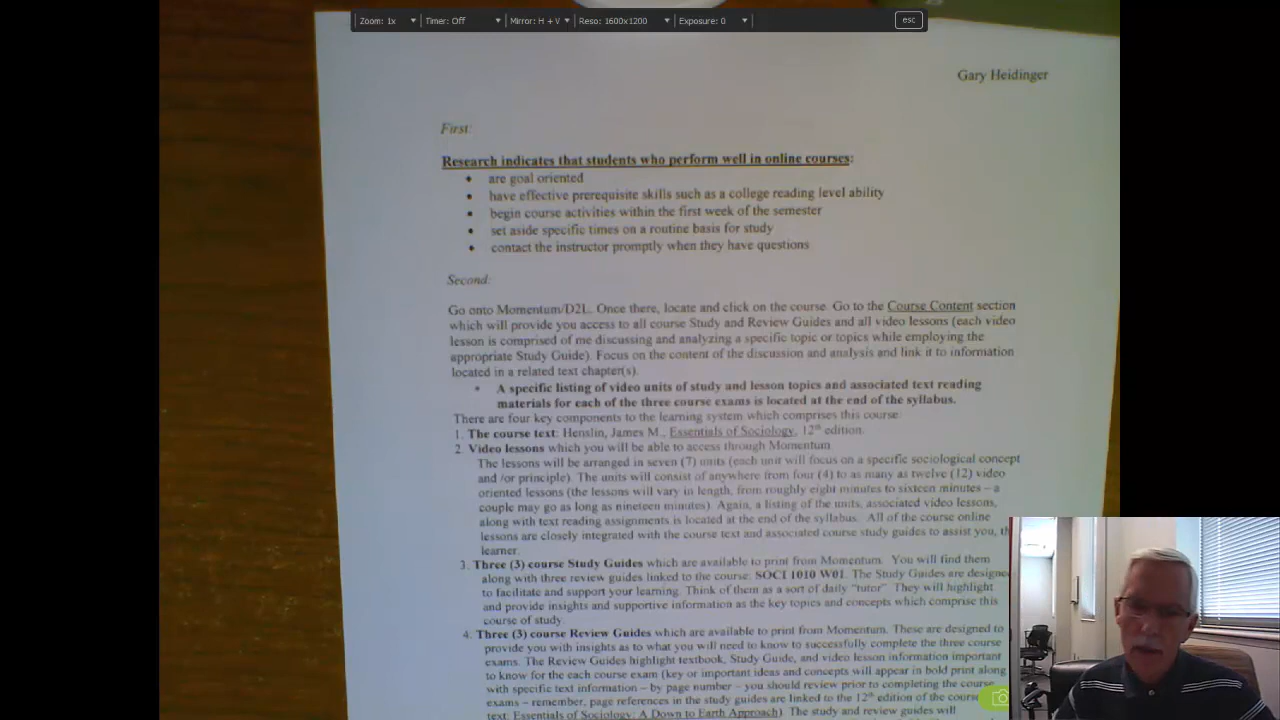 Zoom: 1x Timer: Off Mirror: H + V Reso: 1600x1200 Exposure: 0 esc
Gary Heidinger
First:
Research indicates that students who perform well in online courses:
• are goal oriented
• have effective prerequisite skills such as a college reading level ability
• begin course activities within the first week of the semester
• set aside specific times on a routine basis for study
• contact the instructor promptly when they have questions
Second:
Go onto Momentum/D2L. Once there, locate and click on the course. Go to the Course Content section
which will provide you access to all course Study and Review Guides and all video lessons (each video
lesson is comprised of me discussing and analyzing a specific topic or topics while employing the
appropriate Study Guide). Focus on the content of the discussion and analysis and link it to information
located in a related text chapter(s).
• A specific listing of video units of study and lesson topics and associated text reading
materials for each of the three course exams is located at the end of the syllabus.
There are four key components to the learning system which comprises this course:
1. The course text: Henslin, James M., Essentials of Sociology, 12th edition.
2. Video lessons which you will be able to access through Momentum
The lessons will be arranged in seven (7) units (each unit will focus on a specific sociological concept
and /or principle). The units will consist of anywhere from four (4) to as many as twelve (12) video
oriented lessons (the lessons will vary in length, from roughly eight minutes to sixteen minutes – a
couple may go as long as nineteen minutes). Again, a listing of the units, associated video lessons,
along with text reading assignments is located at the end of the syllabus. All of the course online
lessons are closely integrated with the course text and associated course study guides to assist you, th
learner.
3. Three (3) course Study Guides which are available to print from Momentum. You will find them
along with three review guides linked to the course: SOCI 1010 W01. The Study Guides are designe
to facilitate and support your learning. Think of them as a sort of daily "tutor". They will highlight
and provide insights and supportive information as the key topics and concepts which comprise this
course of study.
4. Three (3) course Review Guides which are available to print from Momentum. These are designed to
provide you with insights as to what you will need to know to successfully complete the three course
exams. The Review Guides highlight textbook, Study Guide, and video lesson information important
to know for the each course exam (key or important ideas and concepts will appear in bold print along
with specific text information – by page number – you should review prior to completing the course
exams – remember, page references in the study guides are linked to the 12th edition of the course
text: Essentials of Sociology: A Down to Earth Approach). The study and review guides will